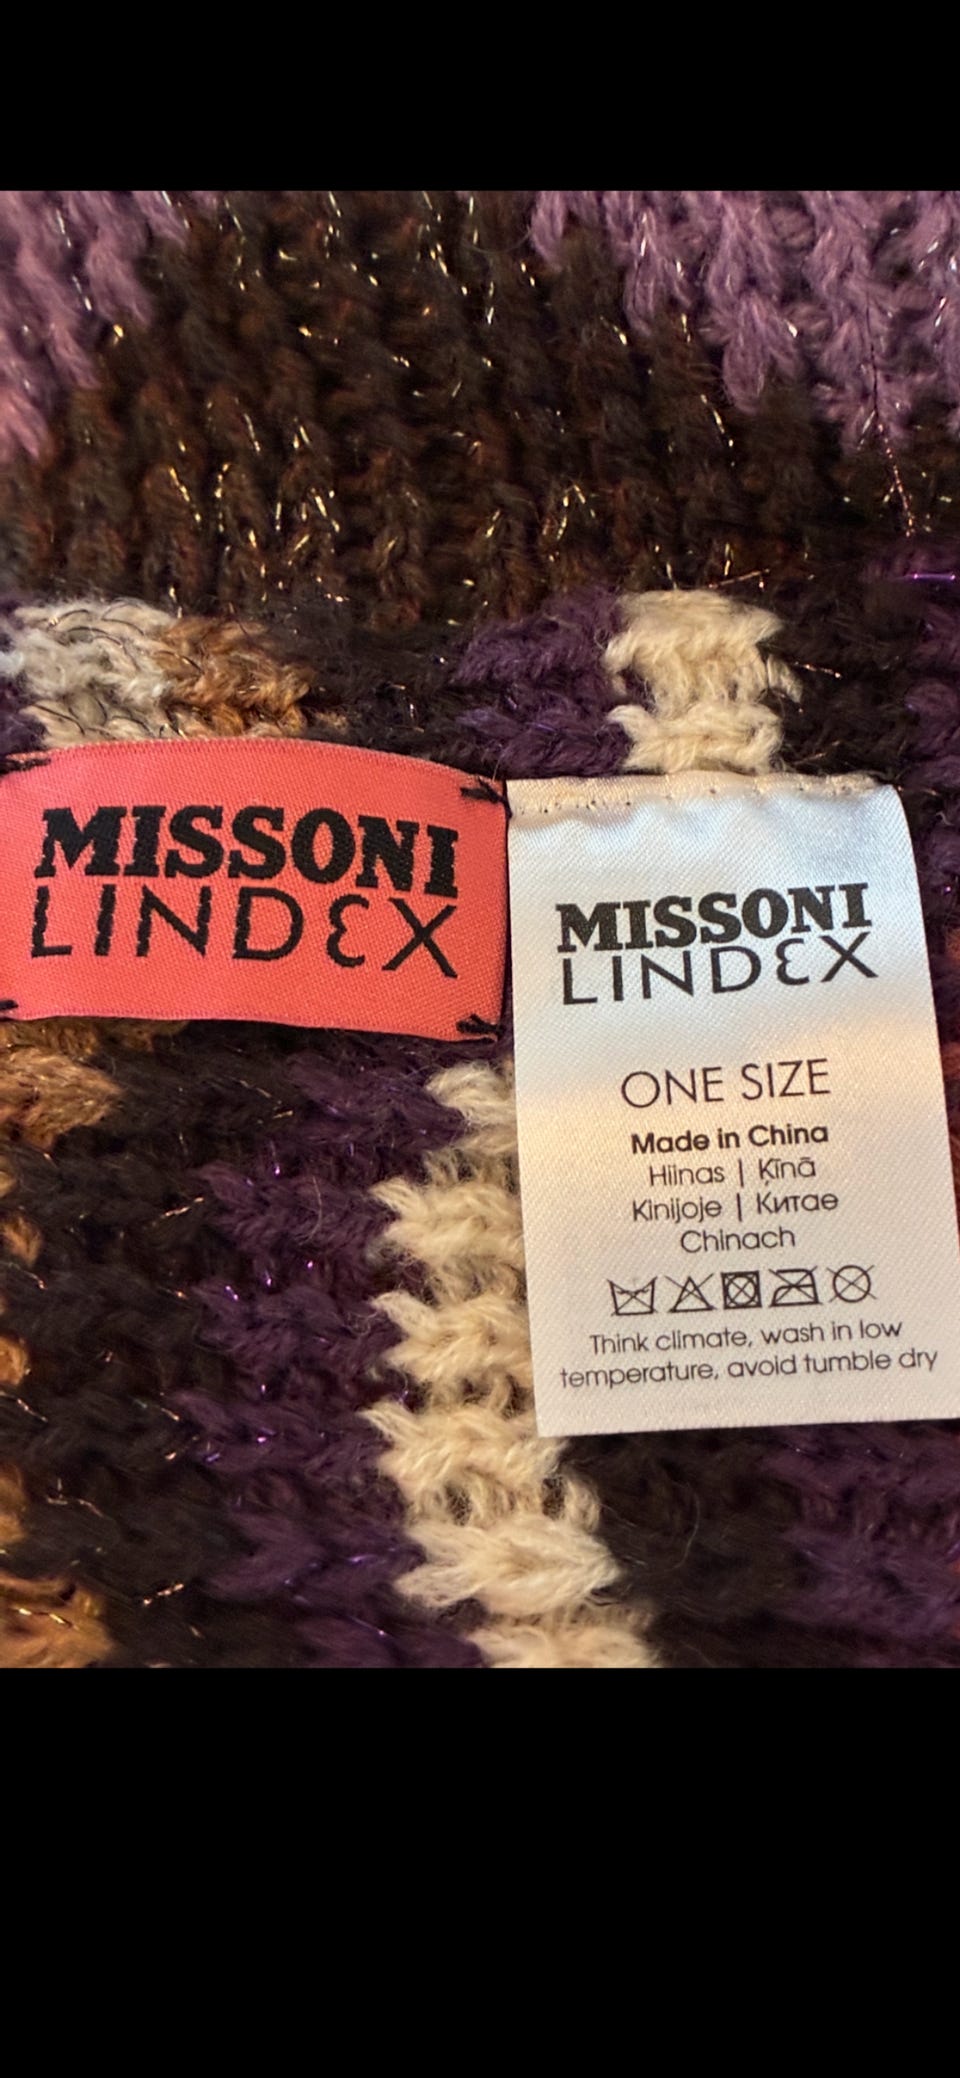 MISSONI
LINDEX
MISSONI
LINDEX
ONE SIZE
Made in China
Hiinas | Ķīnā
Kinijoje | Китае
Chinach
Think climate, wash in low
temperature, avoid tumble dry